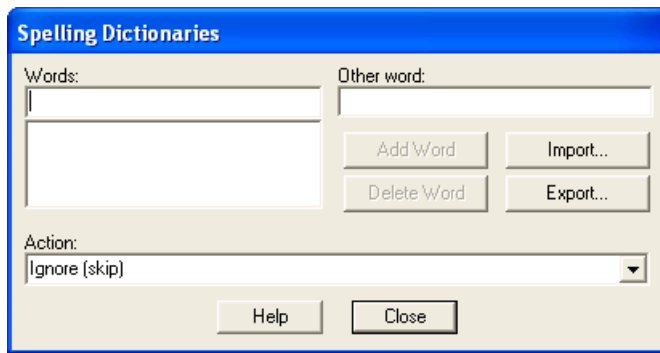 Spelling Dictionaries
Words: Other word:
Add Word Import...
Delete Word Export...
Action:
Ignore (skip)
Help Close